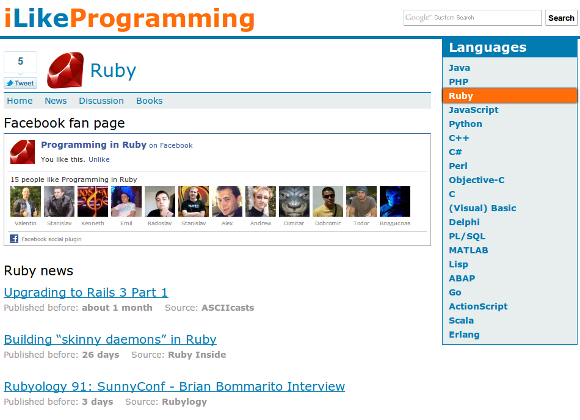 iLikeProgramming
Google™ Custom Search
Search
5
Tweet
Ruby
Home News Discussion Books
Facebook fan page
Programming in Ruby on Facebook
You like this. Unlike
15 people like Programming in Ruby
Valentin Stanislav Kenneth Emil Radoslav Stanislav Alex Andrew Dimitar Dobromir Todor Владислав
Facebook social plugin
Ruby news
Upgrading to Rails 3 Part 1
Published before: about 1 month Source: ASCIIcasts
Building “skinny daemons” in Ruby
Published before: 26 days Source: Ruby Inside
Rubyology 91: SunnyConf - Brian Bommarito Interview
Published before: 3 days Source: Rubylogy
Languages
Java
PHP
Ruby
JavaScript
Python
C++
C#
Perl
Objective-C
C
(Visual) Basic
Delphi
PL/SQL
MATLAB
Lisp
ABAP
Go
ActionScript
Scala
Erlang